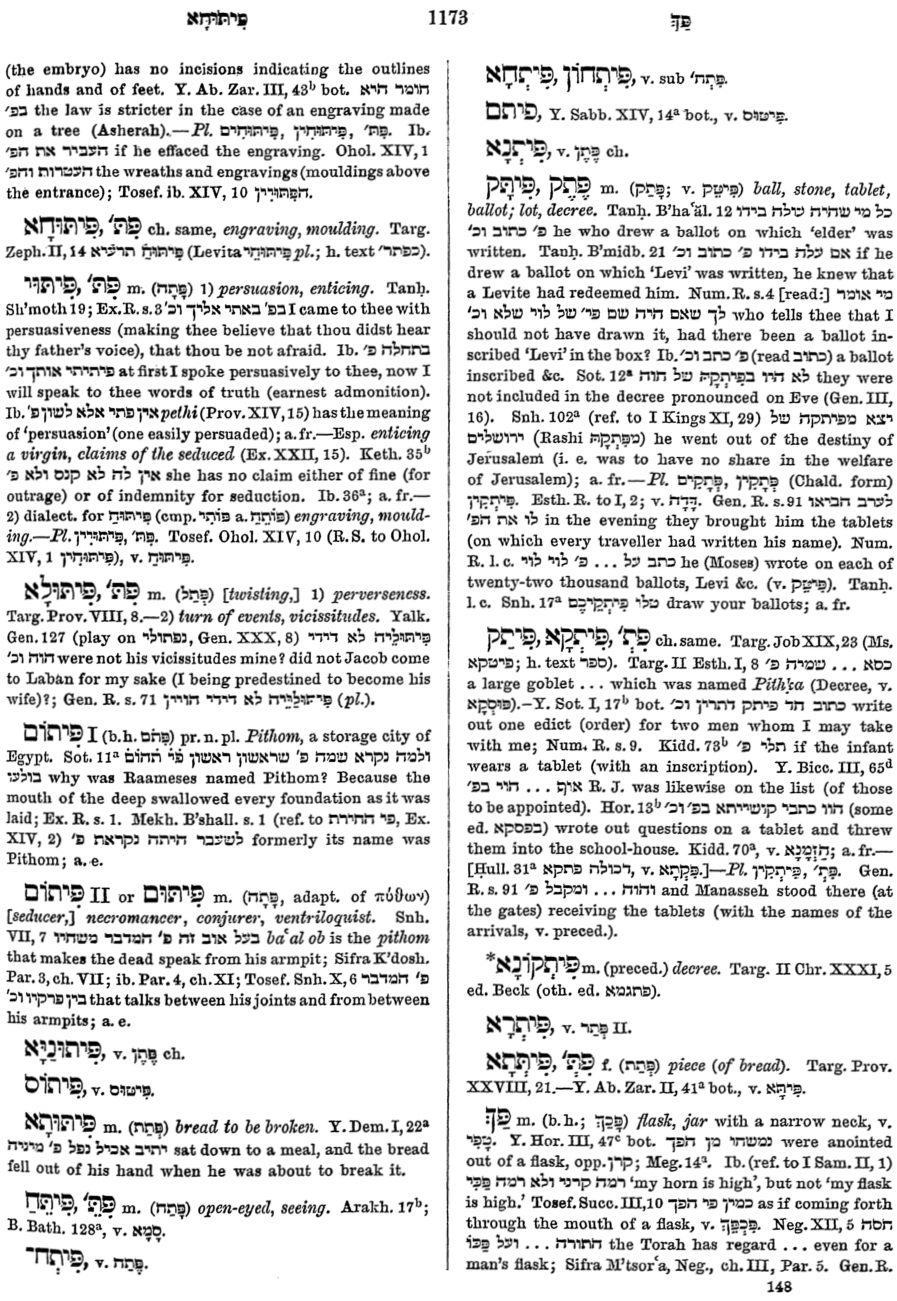 פִּיתּוּחָא 1173 פַּךְ
(the embryo) has no incisions indicating the outlines
of hands and of feet. Y. Ab. Zar. III, 43ᵇ bot. חומר היא
בפ׳ the law is stricter in the case of an engraving made
on a tree (Asherah).—Pl. פִּיתּוּחִים, פִּיתּוּחִין, פִּתּ׳. Ib.
העביר את הפ׳ if he effaced the engraving. Ohol. XIV, 1
העטרות והפ׳ the wreaths and engravings (mouldings above
the entrance); Tosef. ib. XIV, 10 הפתורין.
פִּיתּוּחָא, פִּתּ׳ ch. same, engraving, moulding. Targ.
Zeph. II, 14 פִּיתּוּחַ תרעיא (Levita פִּיתּוּחֵי pl.; h. text כפתר׳).
פִּיתּוּי, פִּתּ׳ m. (פָּתָה) 1) persuasion, enticing. Tanḥ.
Sh'moth 19; Ex. R. s. 3 בפ׳ באתי אליך וכ׳ I came to thee with
persuasiveness (making thee believe that thou didst hear
thy father's voice), that thou be not afraid. Ib. בתחלה פ׳
פיתיתי אותך וכ׳ at first I spoke persuasively to thee, now I
will speak to thee words of truth (earnest admonition).
Ib. אין פתי אלא לשון פ׳ pethi (Prov. XIV, 15) has the meaning
of 'persuasion' (one easily persuaded); a. fr.—Esp. enticing
a virgin, claims of the seduced (Ex. XXII, 15). Keth. 35ᵇ
אין לה לא קנס ולא פ׳ she has no claim either of fine (for
outrage) or of indemnity for seduction. Ib. 36ᵃ; a. fr.—
2) dialect. for פִּיתּוּחַ (cmp. פּוֹתֵי a. פּוֹתֵחַ) engraving, mould-
ing.—Pl. פִּיתּוּיִין, פִּתּ׳. Tosef. Ohol. XIV, 10 (R. S. to Ohol.
XIV, 1 פיתוחין), v. פִּיתּוּחַ.
פִּיתּוּלָא, פִּתּ׳ m. (פְּתַל) [twisting,] 1) perverseness.
Targ. Prov. VIII, 8.—2) turn of events, vicissitudes. Yalk.
Gen. 127 (play on נפתולי, Gen. XXX, 8) פִּיתּוּלֵיהּ לא דידי
הוה וכ׳ were not his vicissitudes mine? did not Jacob come
to Laban for my sake (I being predestined to become his
wife)?; Gen. R. s. 71 פיתוליה לא דידי הויין (pl.).
פִּיתוֹם I (b. h. פִּתֹם) pr. n. pl. Pithom, a storage city of
Egypt. Sot. 11ᵃ ולמה נקרא שמה פ׳ שראשון ראשון פִּי תְהוֹם
בולעו why was Raameses named Pithom? Because the
mouth of the deep swallowed every foundation as it was
laid; Ex. R. s. 1. Mekh. B'shall. s. 1 (ref. to פי החירת, Ex.
XIV, 2) לשעבר היתה נקראת פ׳ formerly its name was
Pithom; a. e.
פִּיתוֹם II or פִּיתּוּם m. (פָּתָה, adapt. of πύθων)
[seducer,] necromancer, conjurer, ventriloquist. Snh.
VII, 7 בעל אוב זה פ׳ המדבר משחיו baʿal ob is the pithom
that makes the dead speak from his armpit; Sifra K'dosh.
Par. 3, ch. VII; ib. Par. 4, ch. XI; Tosef. Snh. X, 6 פ׳ המדבר
בין פרקיו וכ׳ that talks between his joints and from between
his armpits; a. e.
פִּיתוּנַיָּא, v. פֶּתֶן ch.
פִּיתוֹס, v. פִּיטוּס.
פִּיתּוּתָא m. (פְּתַת) bread to be broken. Y. Dem. I, 22ᵃ
יתיב אכיל נפל פ׳ מיניה sat down to a meal, and the bread
fell out of his hand when he was about to break it.
פִּיתֵּחַ, פִּתּ׳ m. (פָּתַח) open-eyed, seeing. Arakh. 17ᵇ;
B. Bath. 128ᵃ, v. סָמָא.
פִּיתְח־, v. פָּתַח.
פִּיתְחוֹן, פִּיתְחָא, v. sub פתח׳.
פיתם, Y. Sabb. XIV, 14ᵃ bot., v. פִּיטוּס.
פִּיתְנָא, v. פֶּתֶן ch.
פִּיתָּק, פֶּתֶק m. (פָּתַק; v. פִּיטָּק) ball, stone, tablet,
ballot; lot, decree. Tanḥ. B'haʿăl. 12 כל מי שהיה עולה בידו
פ׳ כתוב וכ׳ he who drew a ballot on which 'elder' was
written. Tanḥ. B'midb. 21 אם עלה בידו פ׳ כתוב וכ׳ if he
drew a ballot on which 'Levi' was written, he knew that
a Levite had redeemed him. Num. R. s. 4 [read:] מי אומר
לך שאם היה שם פי׳ של לוי שלא וכ׳ who tells thee that I
should not have drawn it, had there been a ballot in-
scribed 'Levi' in the box? Ib. פ׳ כתב וכ׳ (read כתוב) a ballot
inscribed &c. Sot. 12ᵃ לא היו בפִיתְקָהּ של חוה they were
not included in the decree pronounced on Eve (Gen. III,
16). Snh. 102ᵃ (ref. to I Kings XI, 29) יצא מפיתקה של
ירושלים (Rashi מִפִּתְקָהּ) he went out of the destiny of
Jerusalem (i. e. was to have no share in the welfare
of Jerusalem); a. fr.—Pl. פְּתָקִים, פְּתָקִין (Chald. form)
פִּיתְקִין. Esth. R. to I, 2; v. דָּדָה. Gen. R. s. 91 לערב הביאו
לו את הפ׳ in the evening they brought him the tablets
(on which every traveller had written his name). Num.
R. l. c. כתב על ... פ׳ לוי לוי he (Moses) wrote on each of
twenty-two thousand ballots, Levi &c. (v. פִּיטָּק). Tanḥ.
l. c. Snh. 17ᵃ טלו פִּיתְקֵיכֶם draw your ballots; a. fr.
פִּיתַק, פִּיתְקָא, פִּתְ׳ ch. same. Targ. Job XIX, 23 (Ms.
פיטקא; h. text ספר). Targ. II Esth. I, 8 כסא ... שמיה פ׳
a large goblet ... which was named Pithḳa (Decree, v.
פּוּסְקָא).—Y. Sot. I, 17ᵇ bot. כתוב חד פיתק לתרין וכ׳ write
out one edict (order) for two men whom I may take
with me; Num. R. s. 9. Kidd. 73ᵇ תלי פ׳ if the infant
wears a tablet (with an inscription). Y. Bicc. III, 65ᵈ
אוּף ... הוי בפ׳ R. J. was likewise on the list (of those
to be appointed). Hor. 13ᵇ הוו כתבי קושייתא בפ׳ וכ׳ (some
ed. בפסקא) wrote out questions on a tablet and threw
them into the school-house. Kidd. 70ᵃ, v. הַזְמָנָא; a. fr.—
[Ḥull. 31ᵃ דכולה פתקא, v. פְּקָתָא.]—Pl. פִּיתְקִין, פִּתְ׳. Gen.
R. s. 91 והוה ... ומקבל פ׳ and Manasseh stood there (at
the gates) receiving the tablets (with the names of the
arrivals, v. preced.).
*פִּיתְקוֹנָא m. (preced.) decree. Targ. II Chr. XXXI, 5
ed. Beck (oth. ed. פתגמא).
פִּיתְרָא, v. פתר II.
פִּיתְּתָא, פִּתְּ׳ f. (פְּתַת) piece (of bread). Targ. Prov.
XXVIII, 21.—Y. Ab. Zar. II, 41ᵃ bot., v. פִּיתָּא.
פַּךְ m. (b. h.; פָּכַךְ) flask, jar with a narrow neck, v.
טָפֵי. Y. Hor. III, 47ᶜ bot. נמשחו מן הפך were anointed
out of a flask, opp. קרן; Meg. 14ᵃ. Ib. (ref. to I Sam. II, 1)
רמה קרני ולא רמה פַּכִּי 'my horn is high', but not 'my flask
is high.' Tosef. Succ. III, 10 כמין פי הפך as if coming forth
through the mouth of a flask, v. פִּכְפֵּךְ. Neg. XII, 5 חסה
התורה ... ועל פַּכּוֹ the Torah has regard ... even for a
man's flask; Sifra M'tsorʿa, Neg., ch. III, Par. 5. Gen. R.
148